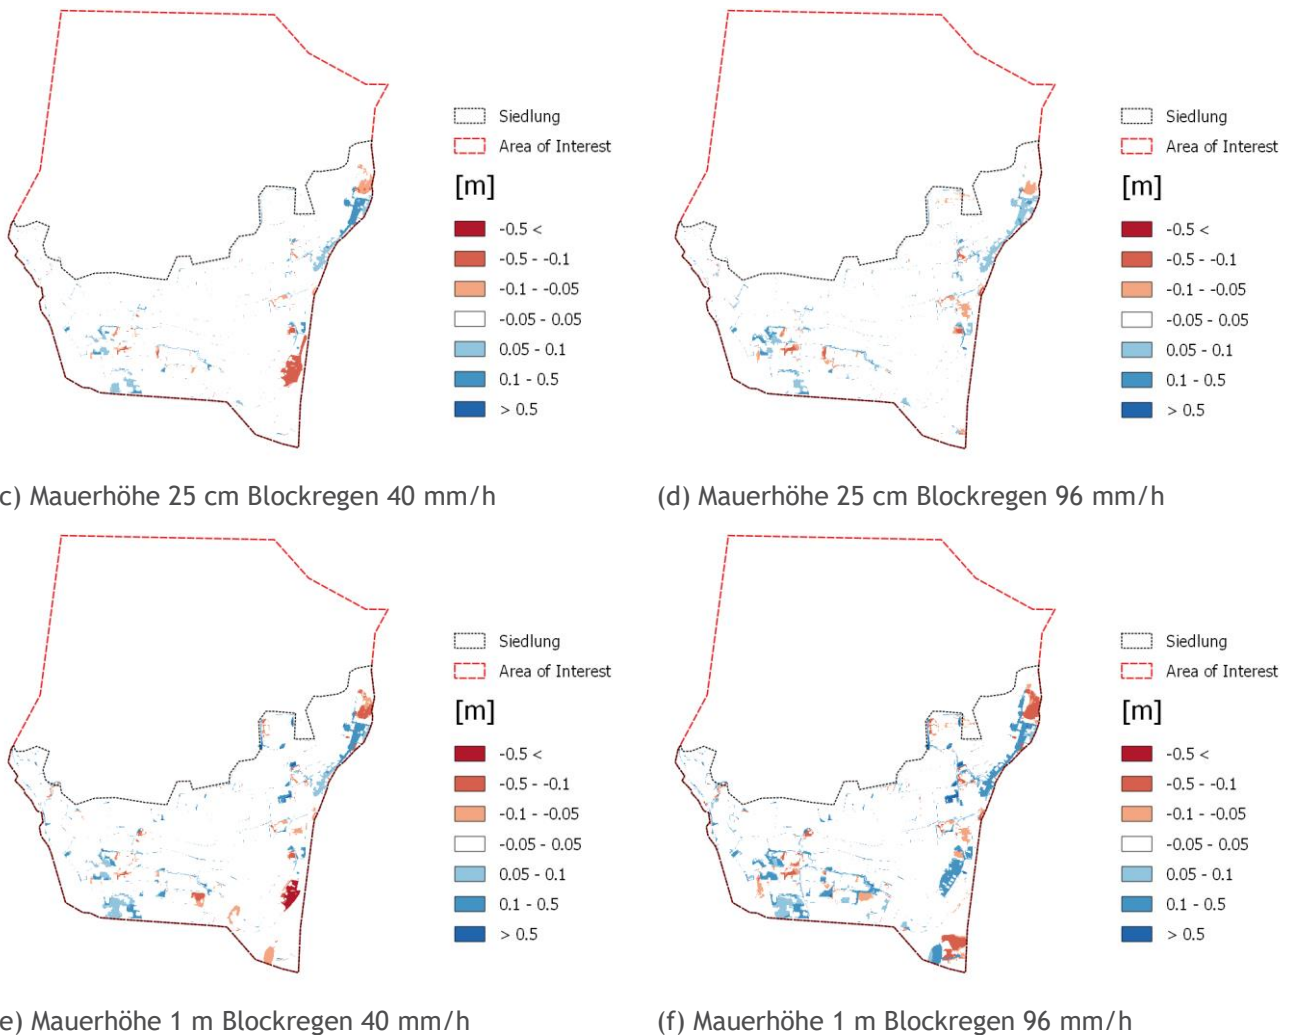 Siedlung
Area of Interest
[m]
-0.5 <
-0.5 - -0.1
-0.1 - -0.05
-0.05 - 0.05
0.05 - 0.1
0.1 - 0.5
> 0.5
Siedlung
Area of Interest
[m]
-0.5 <
-0.5 - -0.1
-0.1 - -0.05
-0.05 - 0.05
0.05 - 0.1
0.1 - 0.5
> 0.5
c) Mauerhöhe 25 cm Blockregen 40 mm/h
(d) Mauerhöhe 25 cm Blockregen 96 mm/h
Siedlung
Area of Interest
[m]
-0.5 <
-0.5 - -0.1
-0.1 - -0.05
-0.05 - 0.05
0.05 - 0.1
0.1 - 0.5
> 0.5
Siedlung
Area of Interest
[m]
-0.5 <
-0.5 - -0.1
-0.1 - -0.05
-0.05 - 0.05
0.05 - 0.1
0.1 - 0.5
> 0.5
e) Mauerhöhe 1 m Blockregen 40 mm/h
(f) Mauerhöhe 1 m Blockregen 96 mm/h